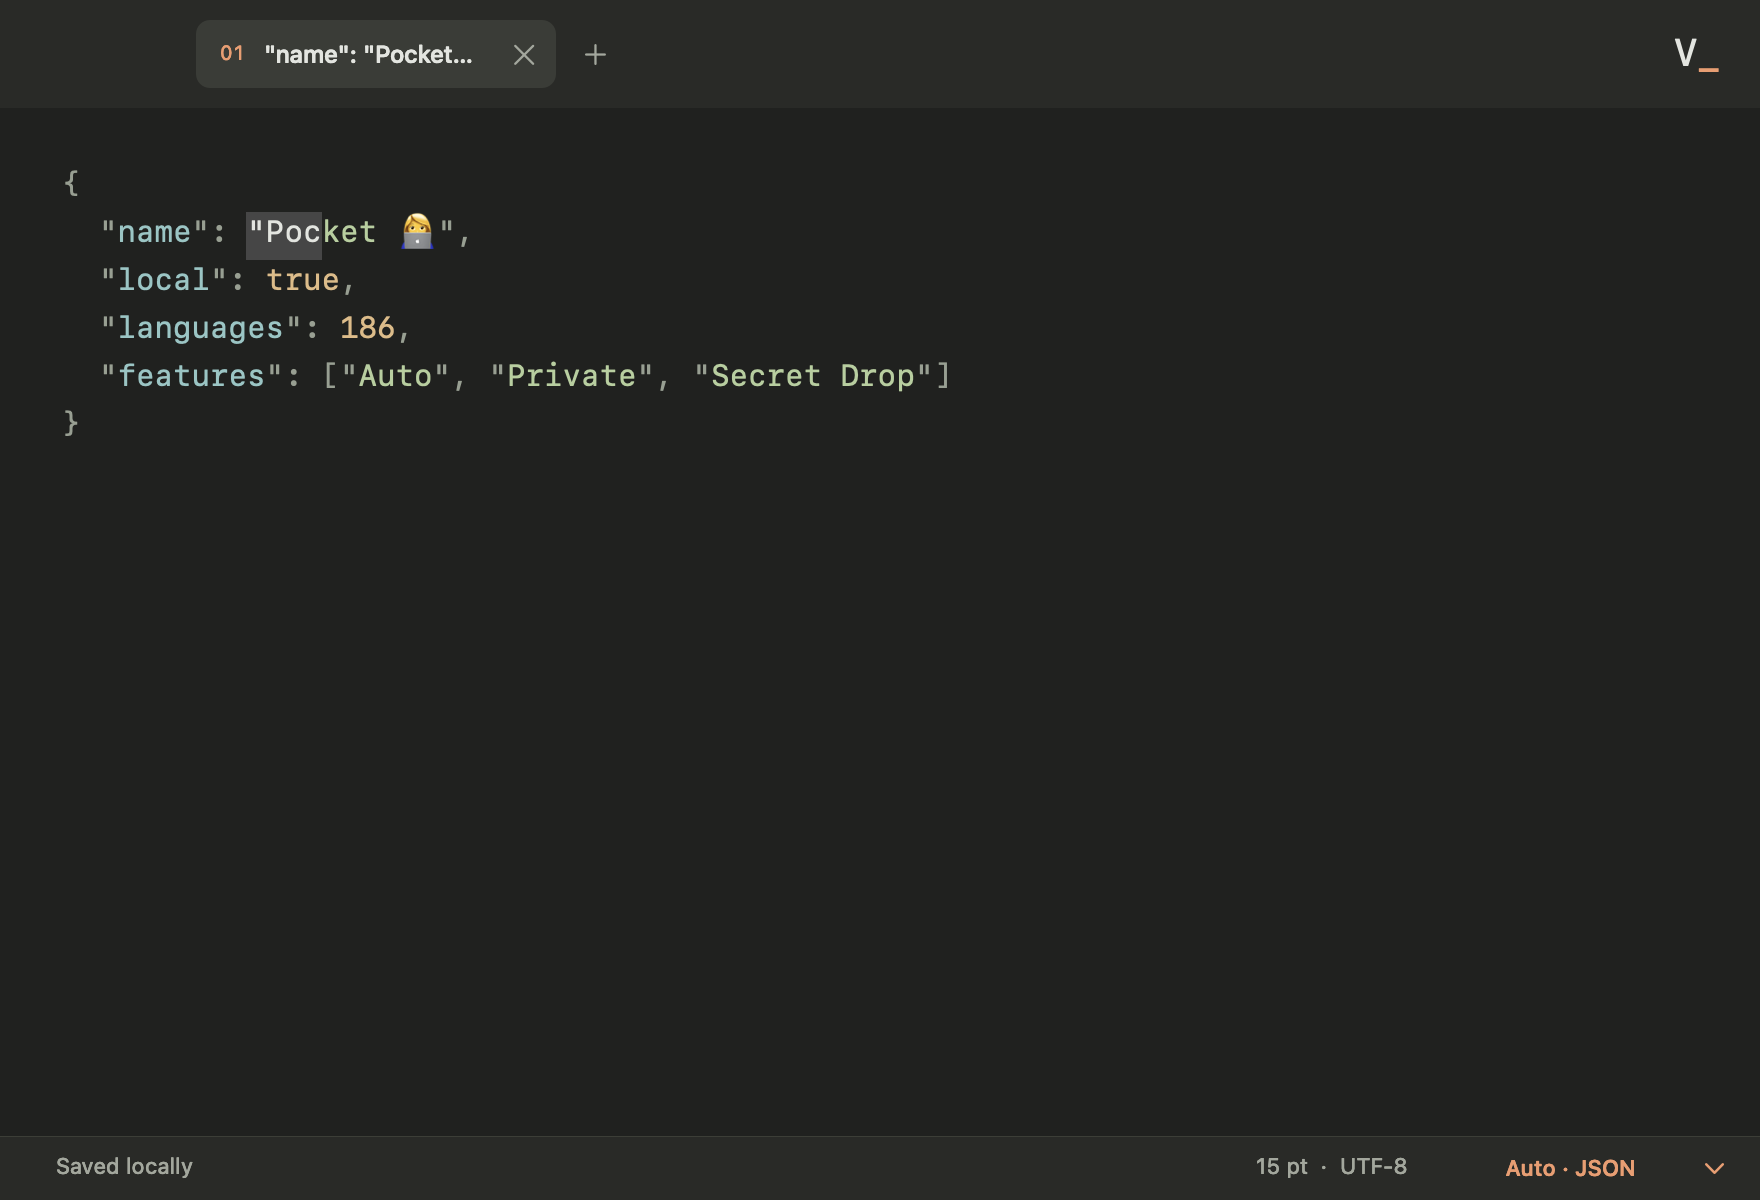 01 "name": "Pocket...
V_
{
  "name": "Pocket 👩‍💻",
  "local": true,
  "languages": 186,
  "features": ["Auto", "Private", "Secret Drop"]
}
Saved locally
15 pt · UTF-8
Auto · JSON